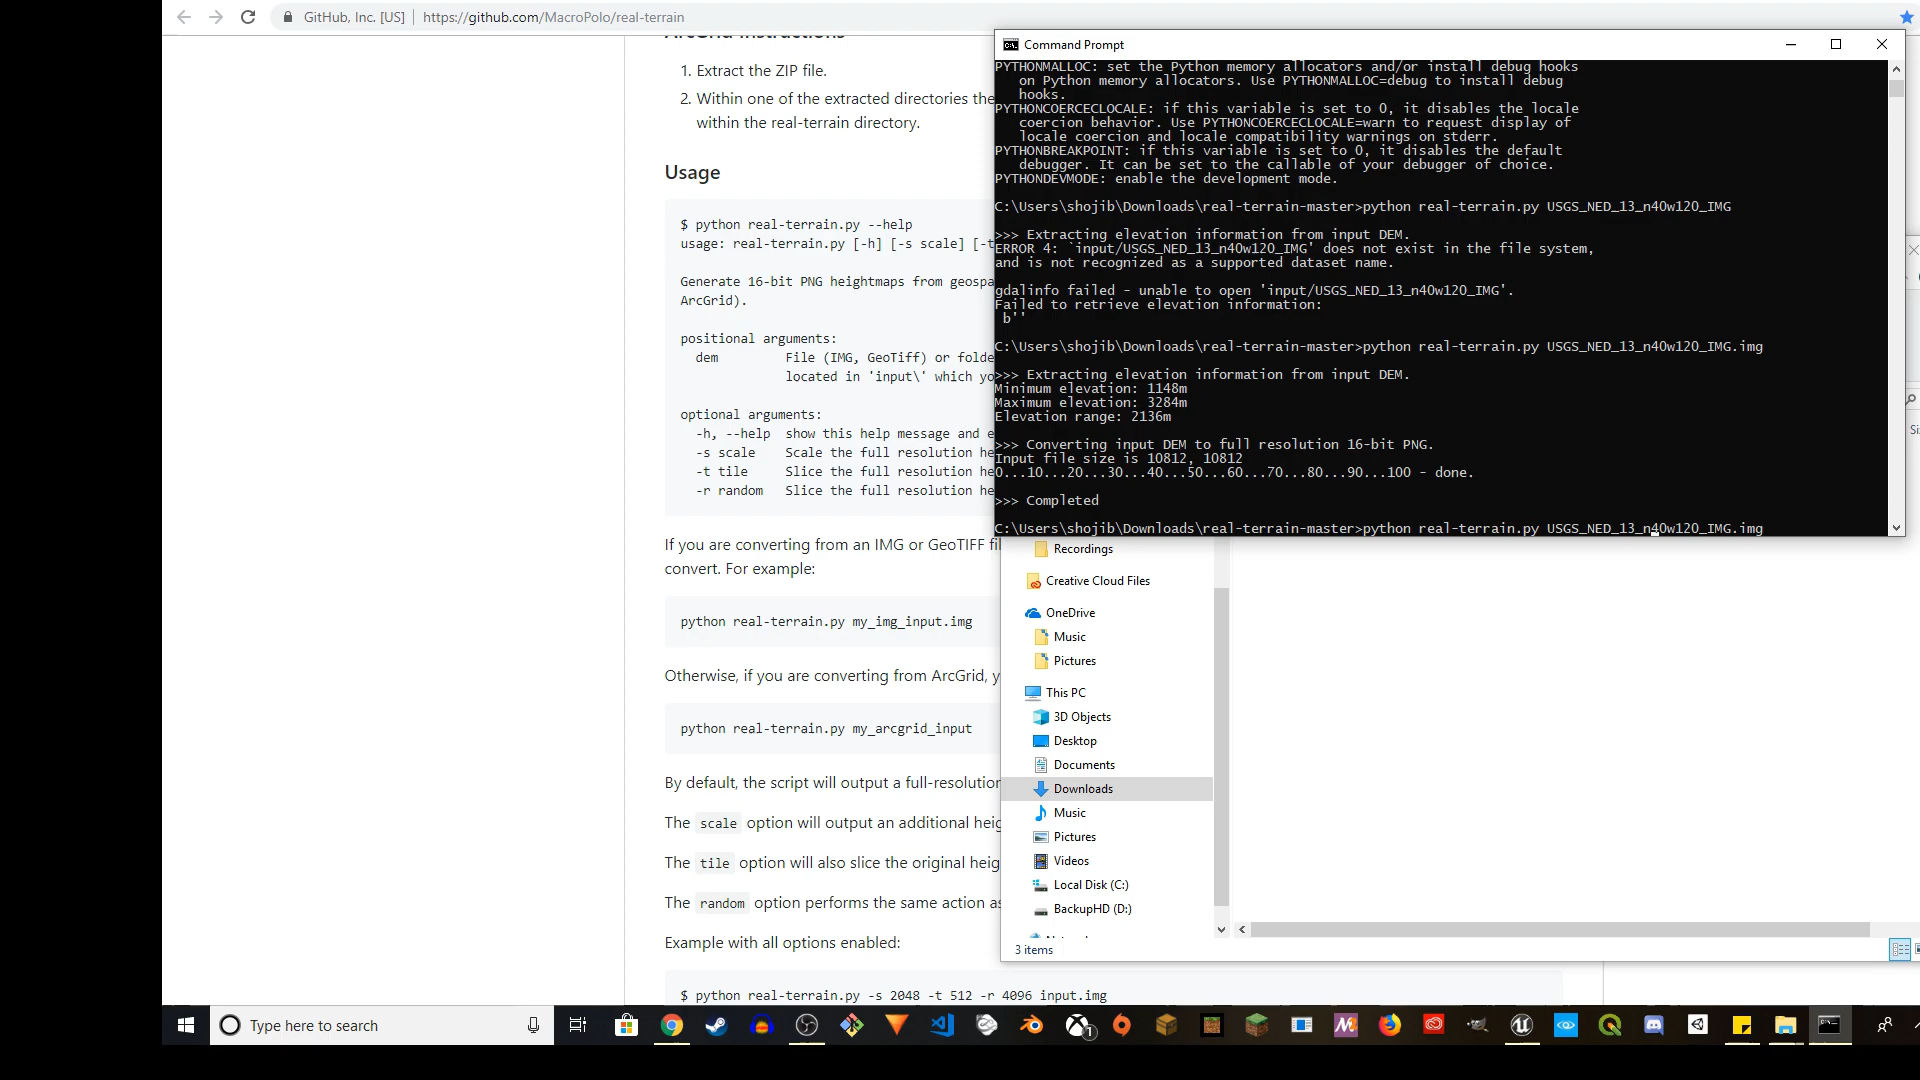 GitHub, Inc. [US]
https://github.com/MacroPolo/real-terrain
ArcGrid Instructions
1. Extract the ZIP file.
2. Within one of the extracted directories the
within the real-terrain directory.
Usage
$ python real-terrain.py --help
usage: real-terrain.py [-h] [-s scale] [-t
Generate 16-bit PNG heightmaps from geospa
ArcGrid).
positional arguments:
dem File (IMG, GeoTiff) or folde
located in 'input\' which yo
optional arguments:
-h, --help show this help message and e
-s scale Scale the full resolution he
-t tile Slice the full resolution he
-r random Slice the full resolution he
If you are converting from an IMG or GeoTIFF fil
convert. For example:
python real-terrain.py my_img_input.img
Otherwise, if you are converting from ArcGrid, y
python real-terrain.py my_arcgrid_input
By default, the script will output a full-resolution
The scale option will output an additional heig
The tile option will also slice the original heig
The random option performs the same action as
Example with all options enabled:
$ python real-terrain.py -s 2048 -t 512 -r 4096 input.img
Command Prompt
PYTHONMALLOC: set the Python memory allocators and/or install debug hooks
on Python memory allocators. Use PYTHONMALLOC=debug to install debug
hooks.
PYTHONCOERCECLOCALE: if this variable is set to 0, it disables the locale
coercion behavior. Use PYTHONCOERCECLOCALE=warn to request display of
locale coercion and locale compatibility warnings on stderr.
PYTHONBREAKPOINT: if this variable is set to 0, it disables the default
debugger. It can be set to the callable of your debugger of choice.
PYTHONDEVMODE: enable the development mode.
C:\Users\shojib\Downloads\real-terrain-master>python real-terrain.py USGS_NED_13_n40w120_IMG
>>> Extracting elevation information from input DEM.
ERROR 4: `input/USGS_NED_13_n40w120_IMG' does not exist in the file system,
and is not recognized as a supported dataset name.
gdalinfo failed - unable to open 'input/USGS_NED_13_n40w120_IMG'.
Failed to retrieve elevation information:
b''
C:\Users\shojib\Downloads\real-terrain-master>python real-terrain.py USGS_NED_13_n40w120_IMG.img
>>> Extracting elevation information from input DEM.
Minimum elevation: 1148m
Maximum elevation: 3284m
Elevation range: 2136m
>>> Converting input DEM to full resolution 16-bit PNG.
Input file size is 10812, 10812
0...10...20...30...40...50...60...70...80...90...100 - done.
>>> Completed
C:\Users\shojib\Downloads\real-terrain-master>python real-terrain.py USGS_NED_13_n40w120_IMG.img
Recordings
Creative Cloud Files
OneDrive
Music
Pictures
This PC
3D Objects
Desktop
Documents
Downloads
Music
Pictures
Videos
Local Disk (C:)
BackupHD (D:)
3 items
Type here to search